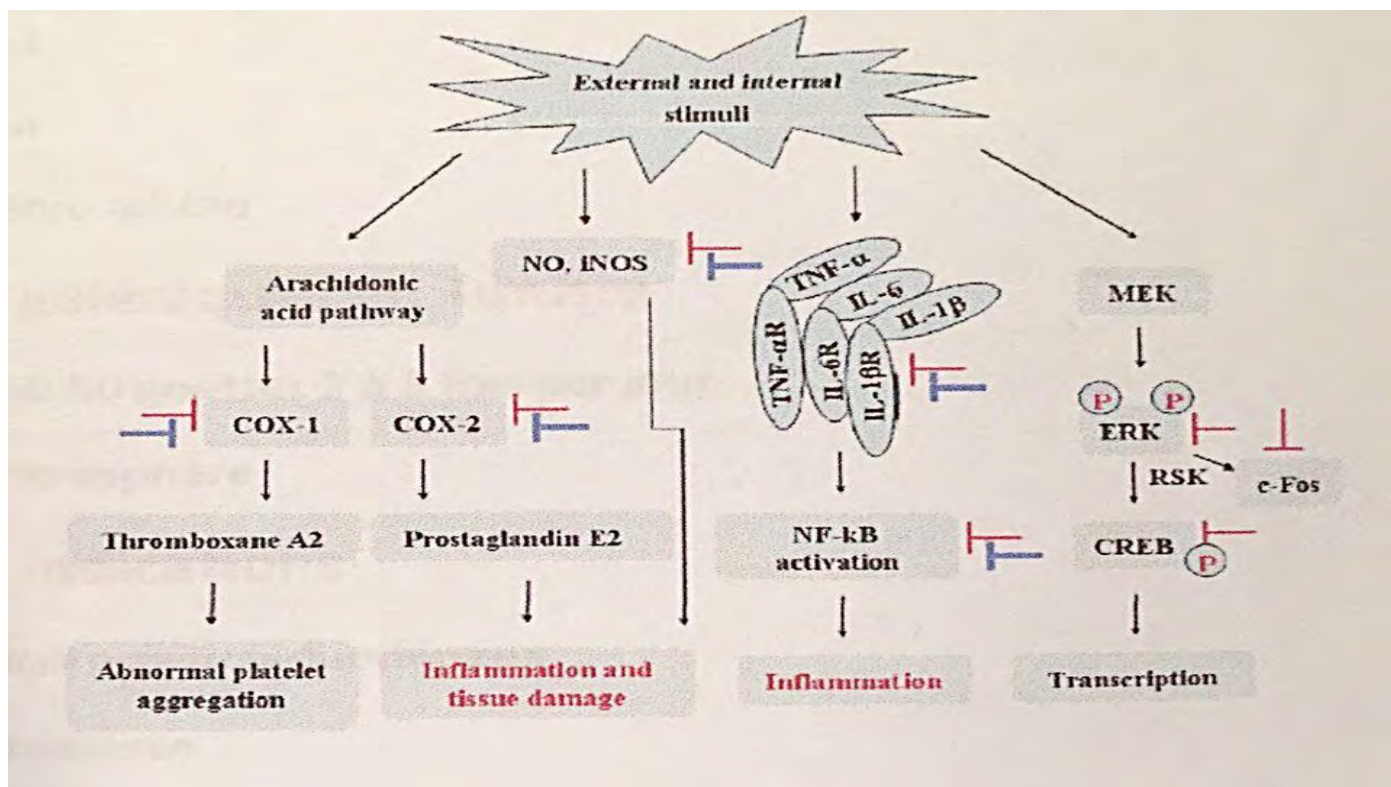 External and internal
stimuli
NO, iNOS
Arachidonic
acid pathway
TNF-α
IL-6
IL-1β
TNF-αR
IL-6R
IL-1βR
MEK
P P
ERK
RSK
c-Fos
COX-1
COX-2
Thromboxane A2
Prostaglandin E2
NF-kB
activation
CREB
P
Abnormal platelet
aggregation
Inflammation and
tissue damage
Inflammation
Transcription